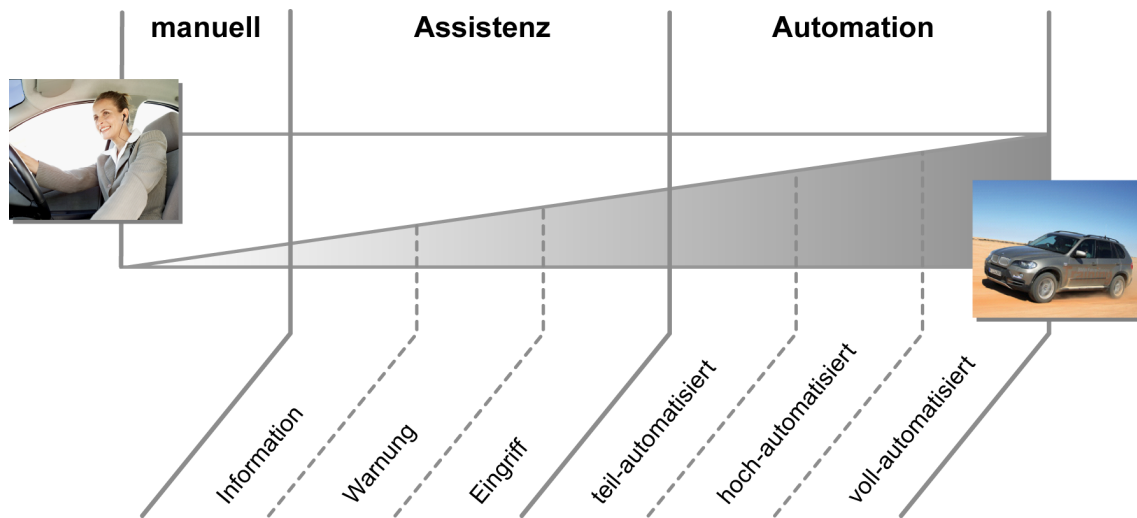 manuell
Assistenz
Automation
Information
Warnung
Eingriff
teil-automatisiert
hoch-automatisiert
voll-automatisiert